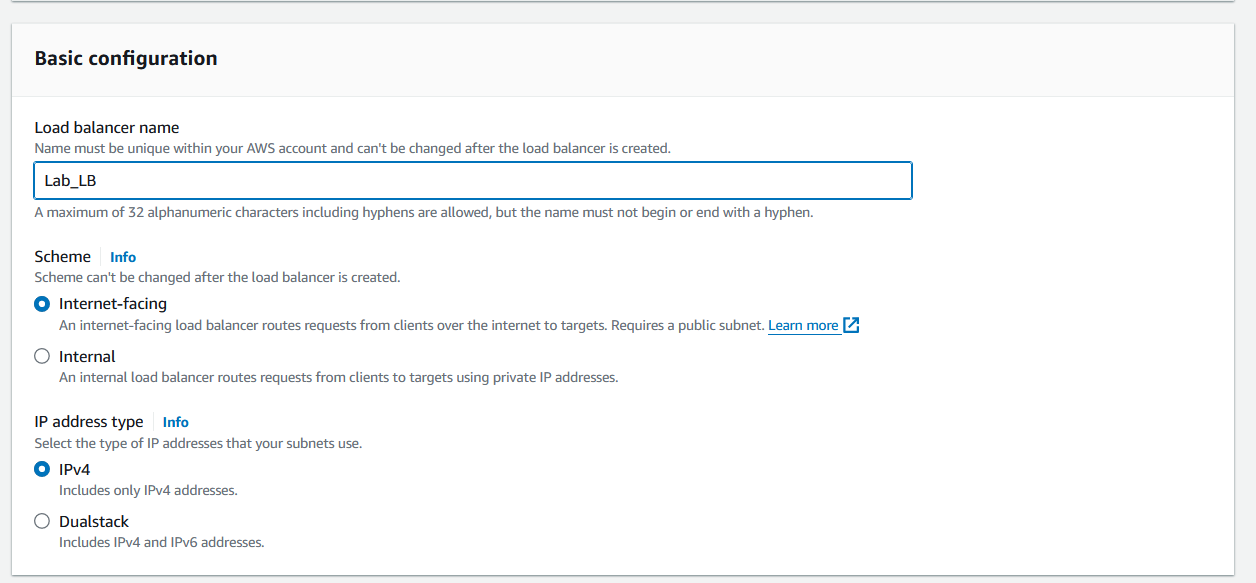 Basic configuration
Load balancer name
Name must be unique within your AWS account and can't be changed after the load balancer is created.
Lab_LB
A maximum of 32 alphanumeric characters including hyphens are allowed, but the name must not begin or end with a hyphen.
Scheme Info
Scheme can't be changed after the load balancer is created.
Internet-facing
An internet-facing load balancer routes requests from clients over the internet to targets. Requires a public subnet. Learn more
Internal
An internal load balancer routes requests from clients to targets using private IP addresses.
IP address type Info
Select the type of IP addresses that your subnets use.
IPv4
Includes only IPv4 addresses.
Dualstack
Includes IPv4 and IPv6 addresses.